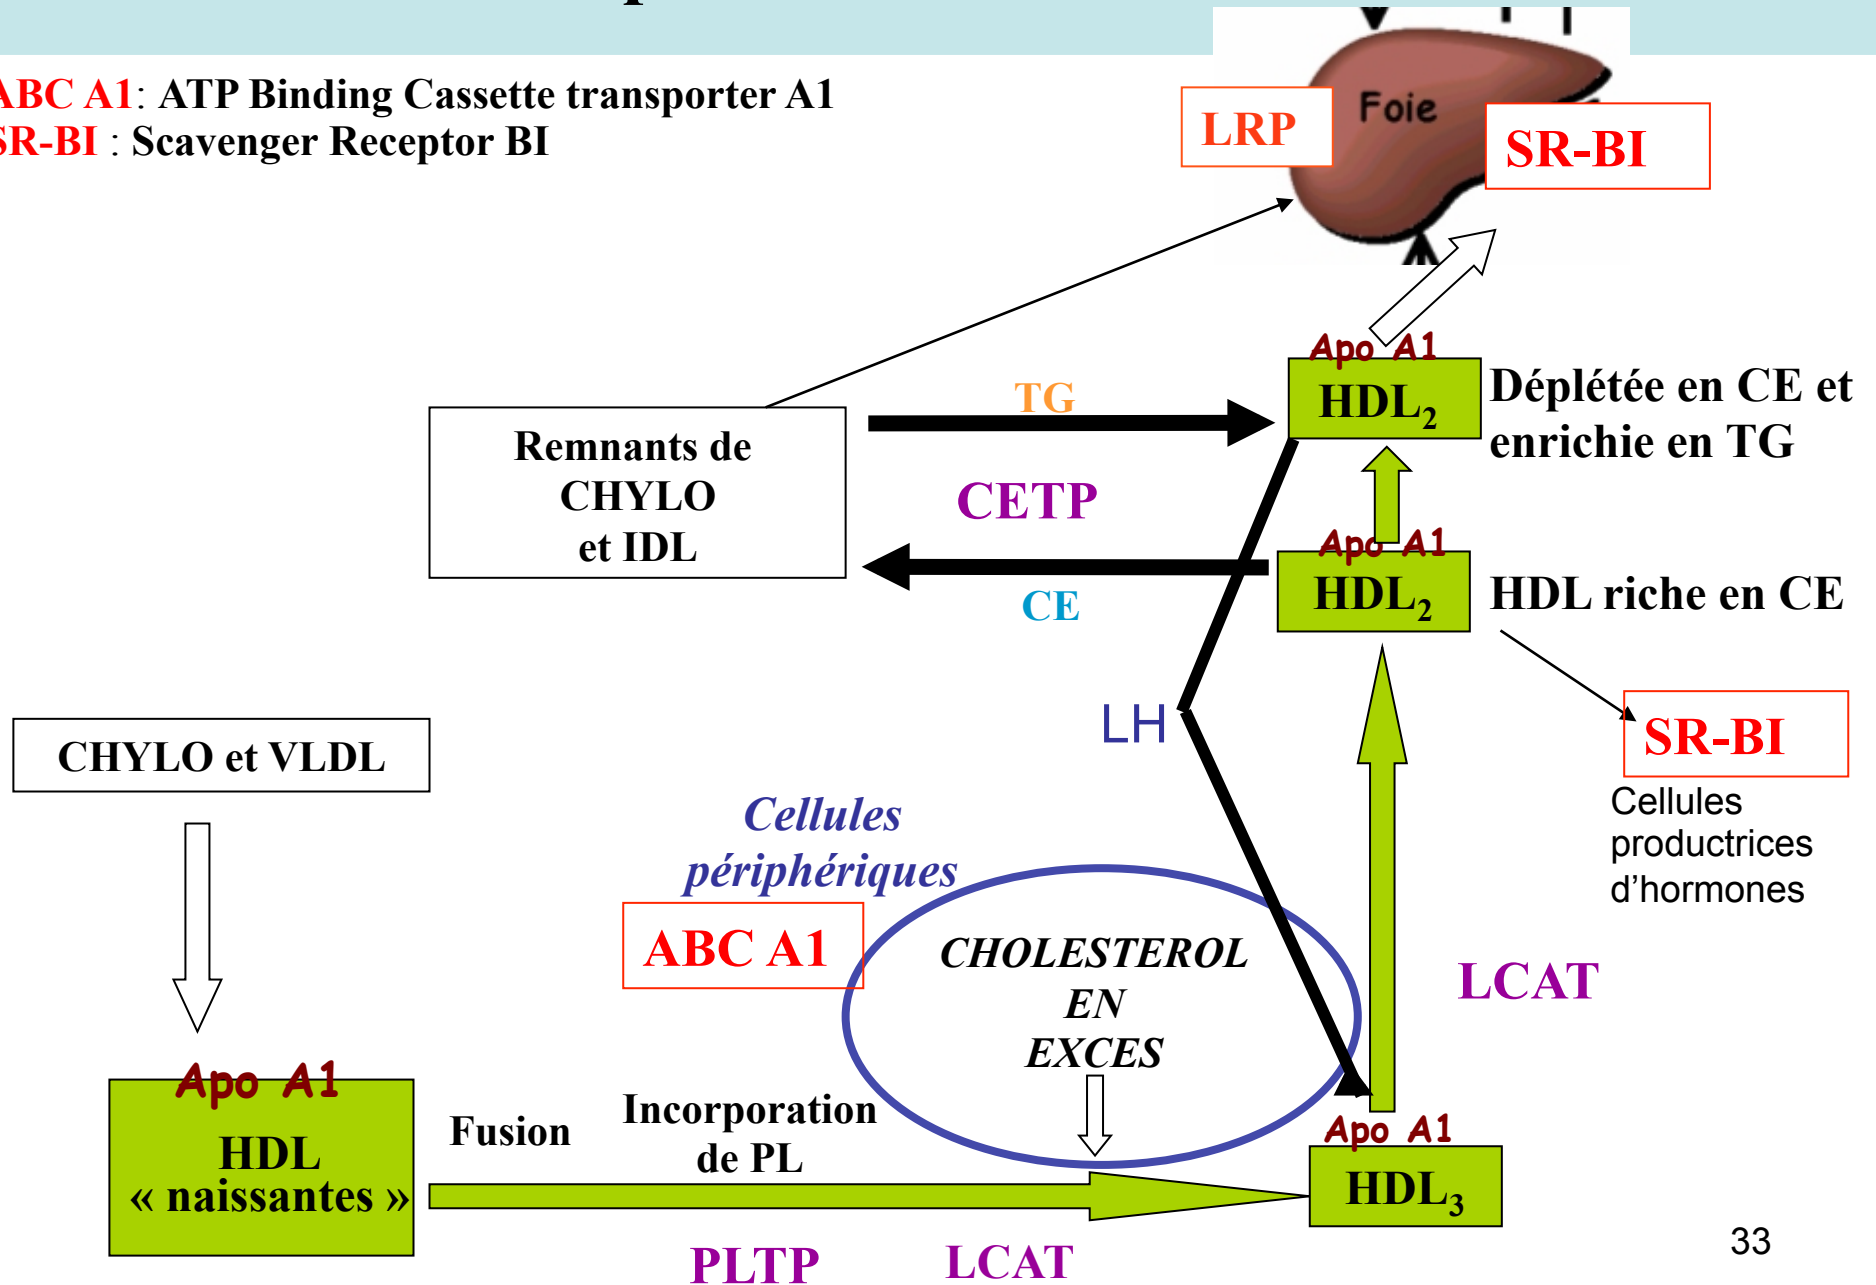 ABC A1: ATP Binding Cassette transporter A1
SR-BI : Scavenger Receptor BI
LRP
Foie
SR-BI
Apo A1
HDL2
Déplétée en CE et
enrichie en TG
TG
Remnants de
CHYLO
et IDL
CETP
CE
Apo A1
HDL2
HDL riche en CE
LH
SR-BI
Cellules
productrices
d’hormones
CHYLO et VLDL
Cellules
périphériques
ABC A1
CHOLESTEROL
EN
EXCES
LCAT
Apo A1
HDL
« naissantes »
Fusion
Incorporation
de PL
Apo A1
HDL3
PLTP
LCAT
33